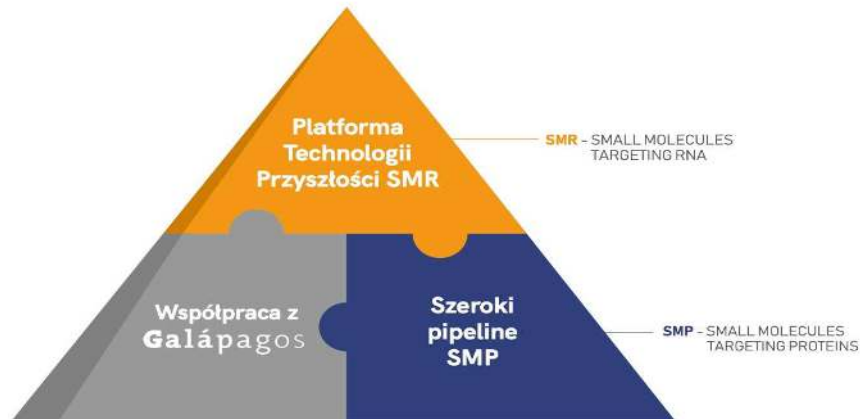 Platforma
Technologii
Przyszłości SMR
SMR - SMALL MOLECULES
TARGETING RNA
Współpraca z
Galápagos
Szeroki
pipeline
SMP
SMP - SMALL MOLECULES
TARGETING PROTEINS